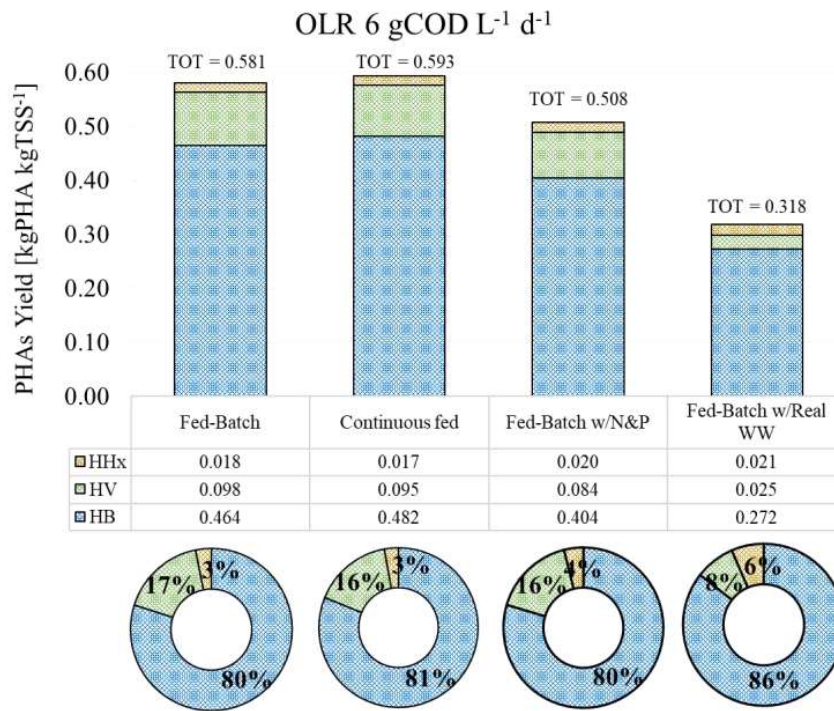 OLR 6 gCOD L-1 d-1
PHAs Yield [kgPHA kgTSS-1]
0.60
0.50
0.40
0.30
0.20
0.10
0.00
TOT = 0.581
TOT = 0.593
TOT = 0.508
TOT = 0.318
Fed-Batch Continuous fed Fed-Batch w/N&P Fed-Batch w/Real WW
HHx 0.018 0.017 0.020 0.021
HV 0.098 0.095 0.084 0.025
HB 0.464 0.482 0.404 0.272
17% 3% 16% 3% 16% 4% 8% 6%
80% 81% 80% 86%